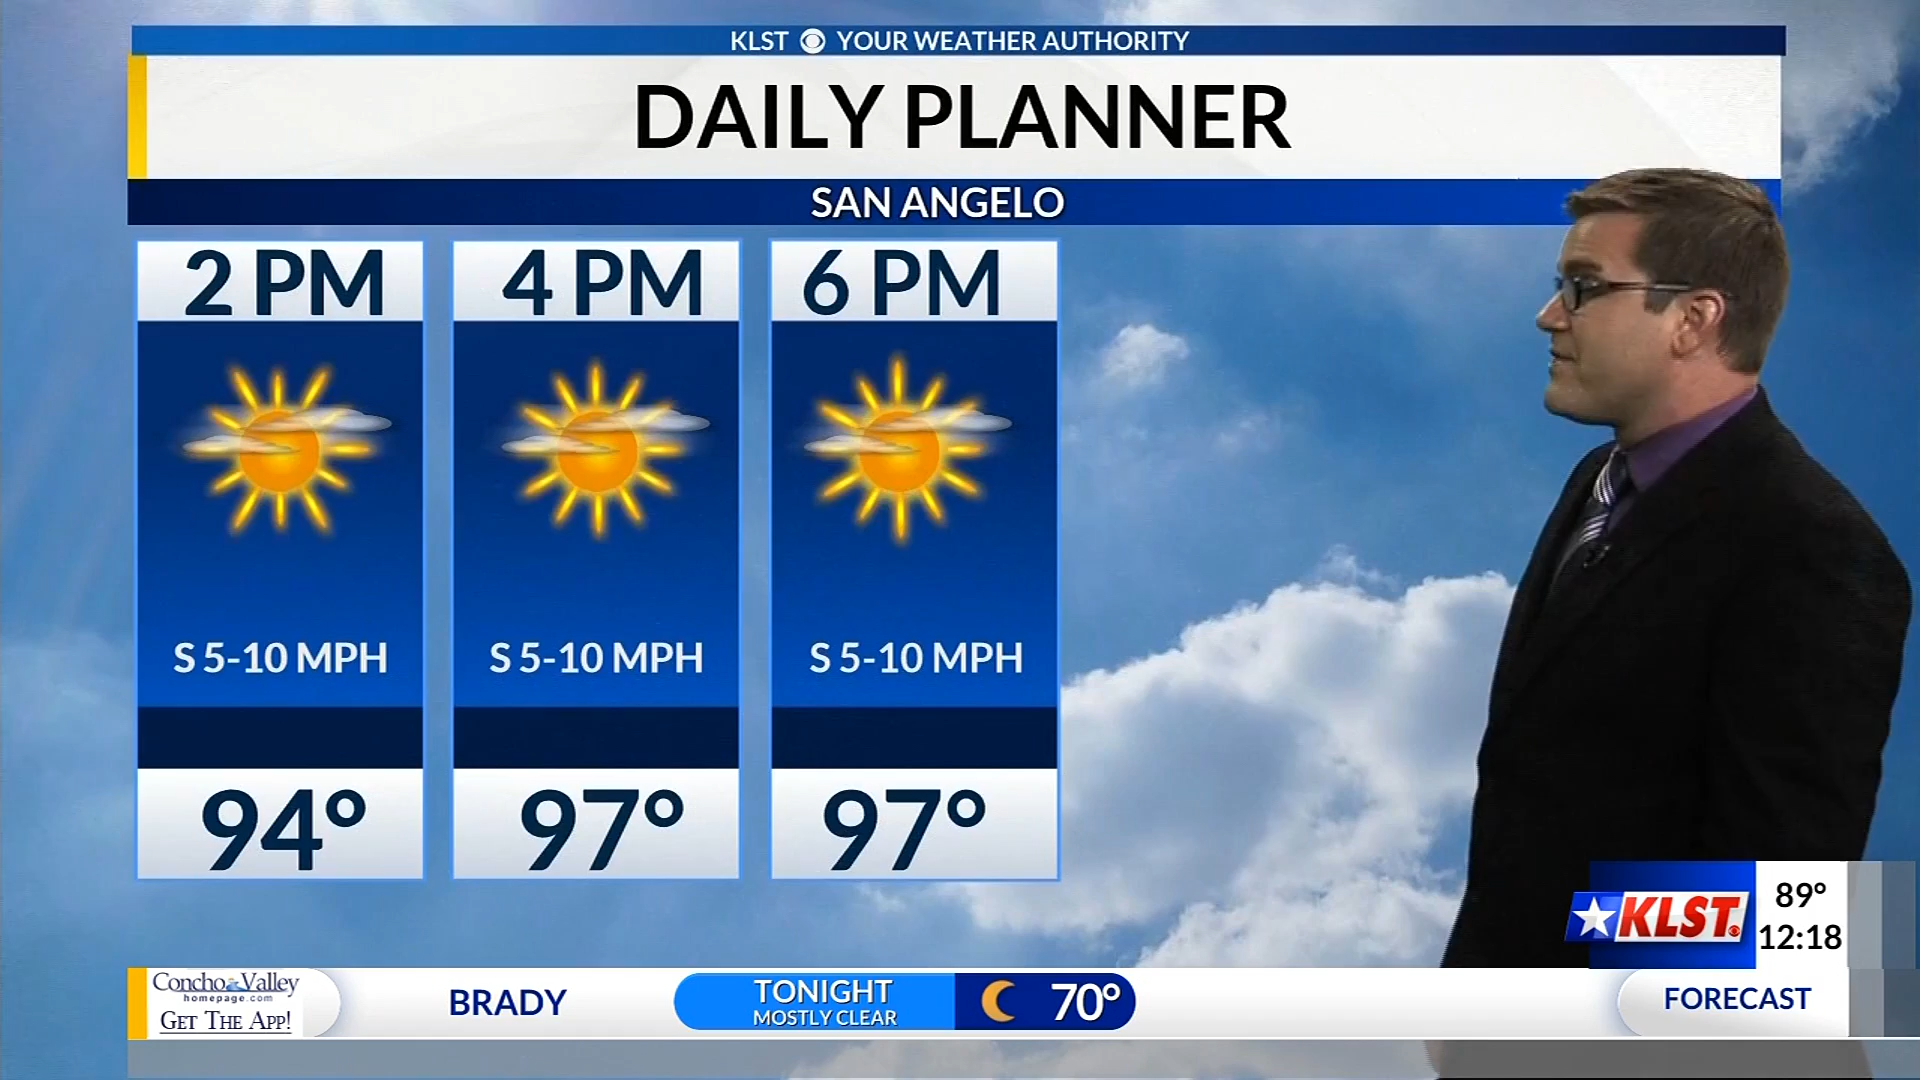 KLST YOUR WEATHER AUTHORITY
DAILY PLANNER
SAN ANGELO
2 PM
4 PM
6 PM
S 5-10 MPH
S 5-10 MPH
S 5-10 MPH
94°
97°
97°
KLST
89°
12:18
Concho Valley
homepage.com
GET THE APP!
BRADY
TONIGHT
MOSTLY CLEAR
70°
FORECAST